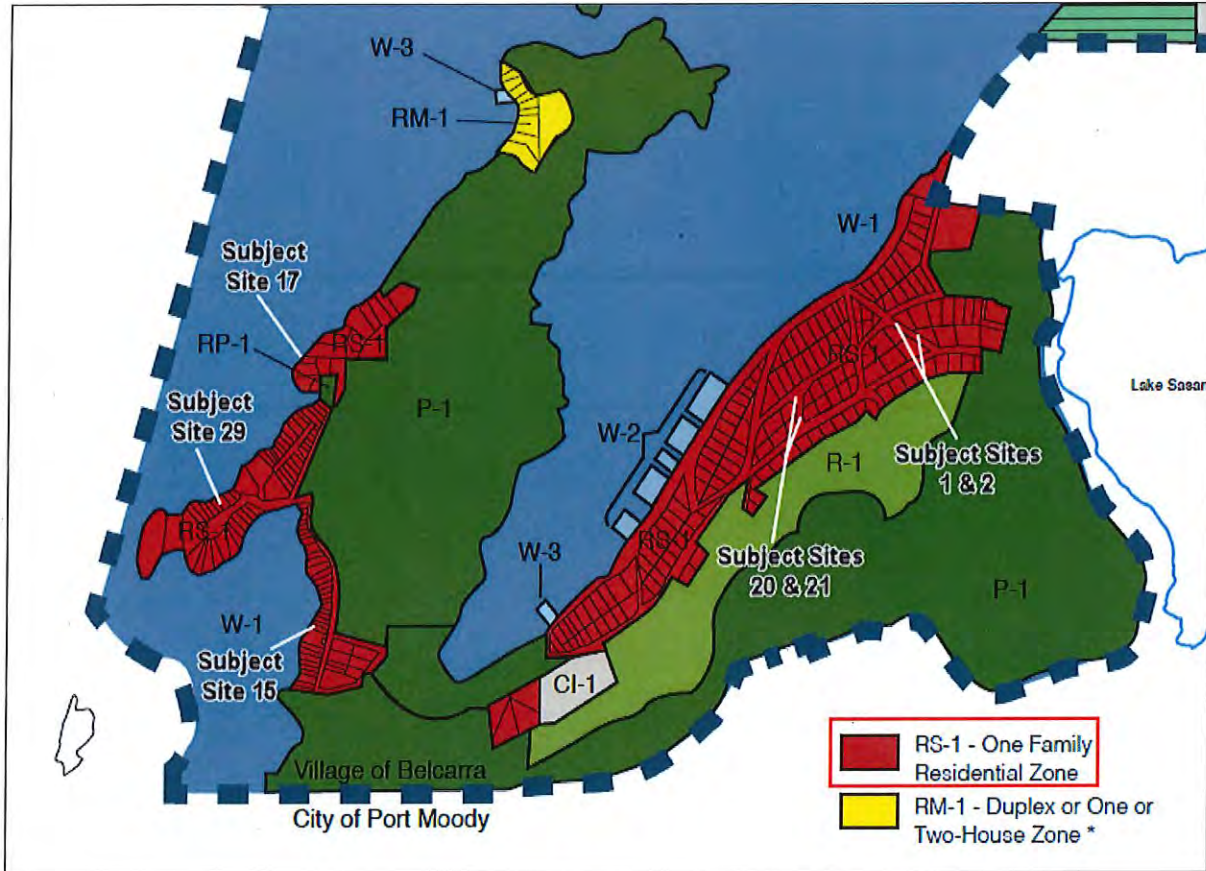 W-3
RM-1
W-1
Subject
Site 17
RS-1
RP-1
Subject
Site 29
P-1
W-2
RS-1
Lake Sasam
R-1
Subject Sites
1 & 2
RS-1
RS-1
W-3
Subject Sites
20 & 21
P-1
W-1
Subject
Site 15
CI-1
RS-1 - One Family
Residential Zone
Village of Belcarra
RM-1 - Duplex or One or
Two-House Zone *
City of Port Moody